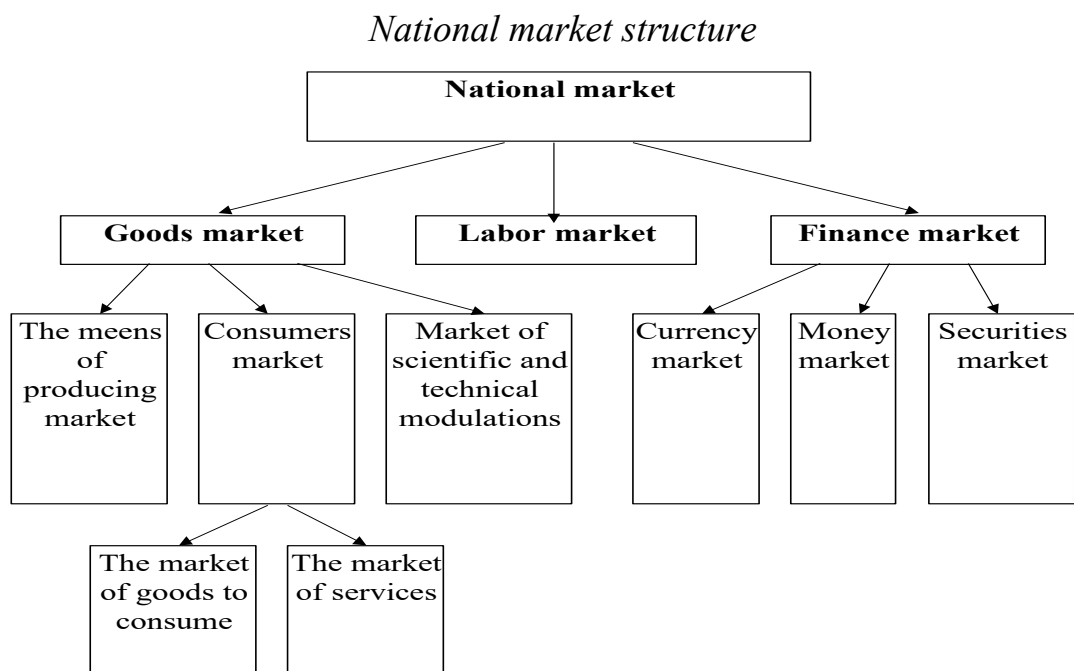 National market structure
National market
Goods market
Labor market
Finance market
The meens
of
producing
market
Consumers
market
Market of
scientific and
technical
modulations
Currency
market
Money
market
Securities
market
The market
of goods to
consume
The market
of services